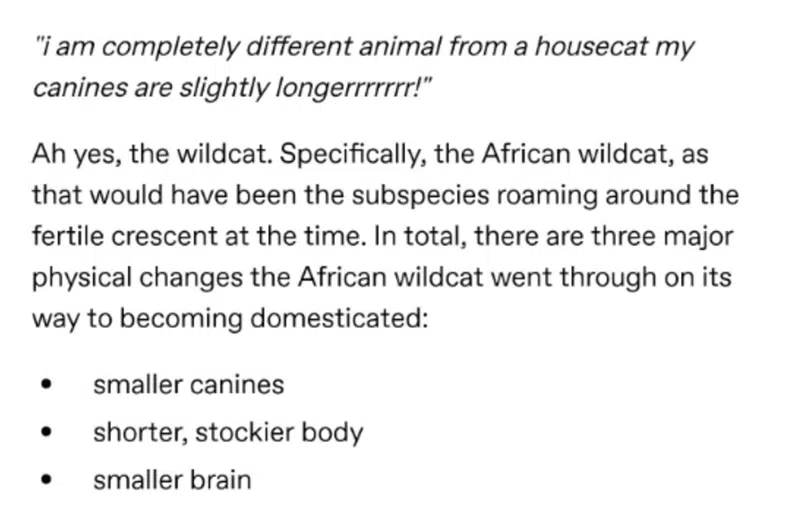 "i am completely different animal from a housecat my
canines are slightly longerrrrrrr!"
Ah yes, the wildcat. Specifically, the African wildcat, as
that would have been the subspecies roaming around the
fertile crescent at the time. In total, there are three major
physical changes the African wildcat went through on its
way to becoming domesticated:
• smaller canines
• shorter, stockier body
• smaller brain